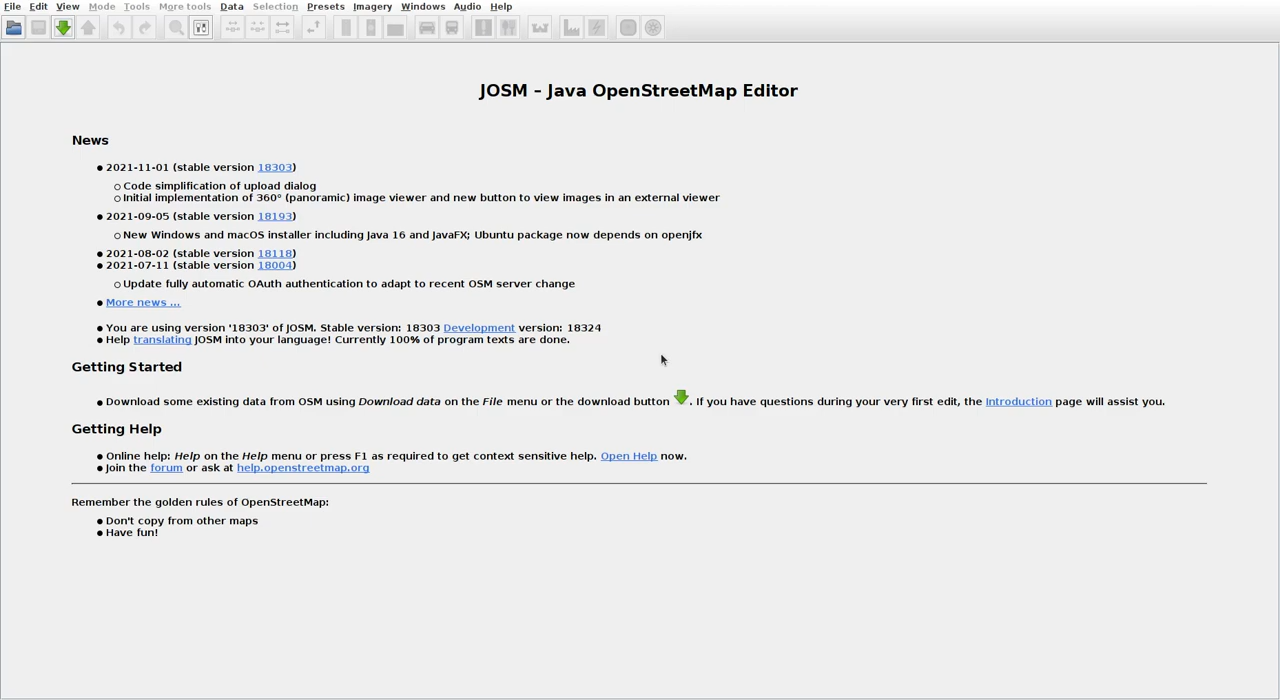 File Edit View Mode Tools More tools Data Selection Presets Imagery Windows Audio Help
JOSM – Java OpenStreetMap Editor
News
2021-11-01 (stable version 18303)
Code simplification of upload dialog
Initial implementation of 360° (panoramic) image viewer and new button to view images in an external viewer
2021-09-05 (stable version 18193)
New Windows and macOS installer including Java 16 and JavaFX; Ubuntu package now depends on openjfx
2021-08-02 (stable version 18118)
2021-07-11 (stable version 18004)
Update fully automatic OAuth authentication to adapt to recent OSM server change
More news ...
You are using version '18303' of JOSM. Stable version: 18303 Development version: 18324
Help translating JOSM into your language! Currently 100% of program texts are done.
Getting Started
Download some existing data from OSM using Download data on the File menu or the download button . If you have questions during your very first edit, the Introduction page will assist you.
Getting Help
Online help: Help on the Help menu or press F1 as required to get context sensitive help. Open Help now.
Join the forum or ask at help.openstreetmap.org
Remember the golden rules of OpenStreetMap:
Don't copy from other maps
Have fun!